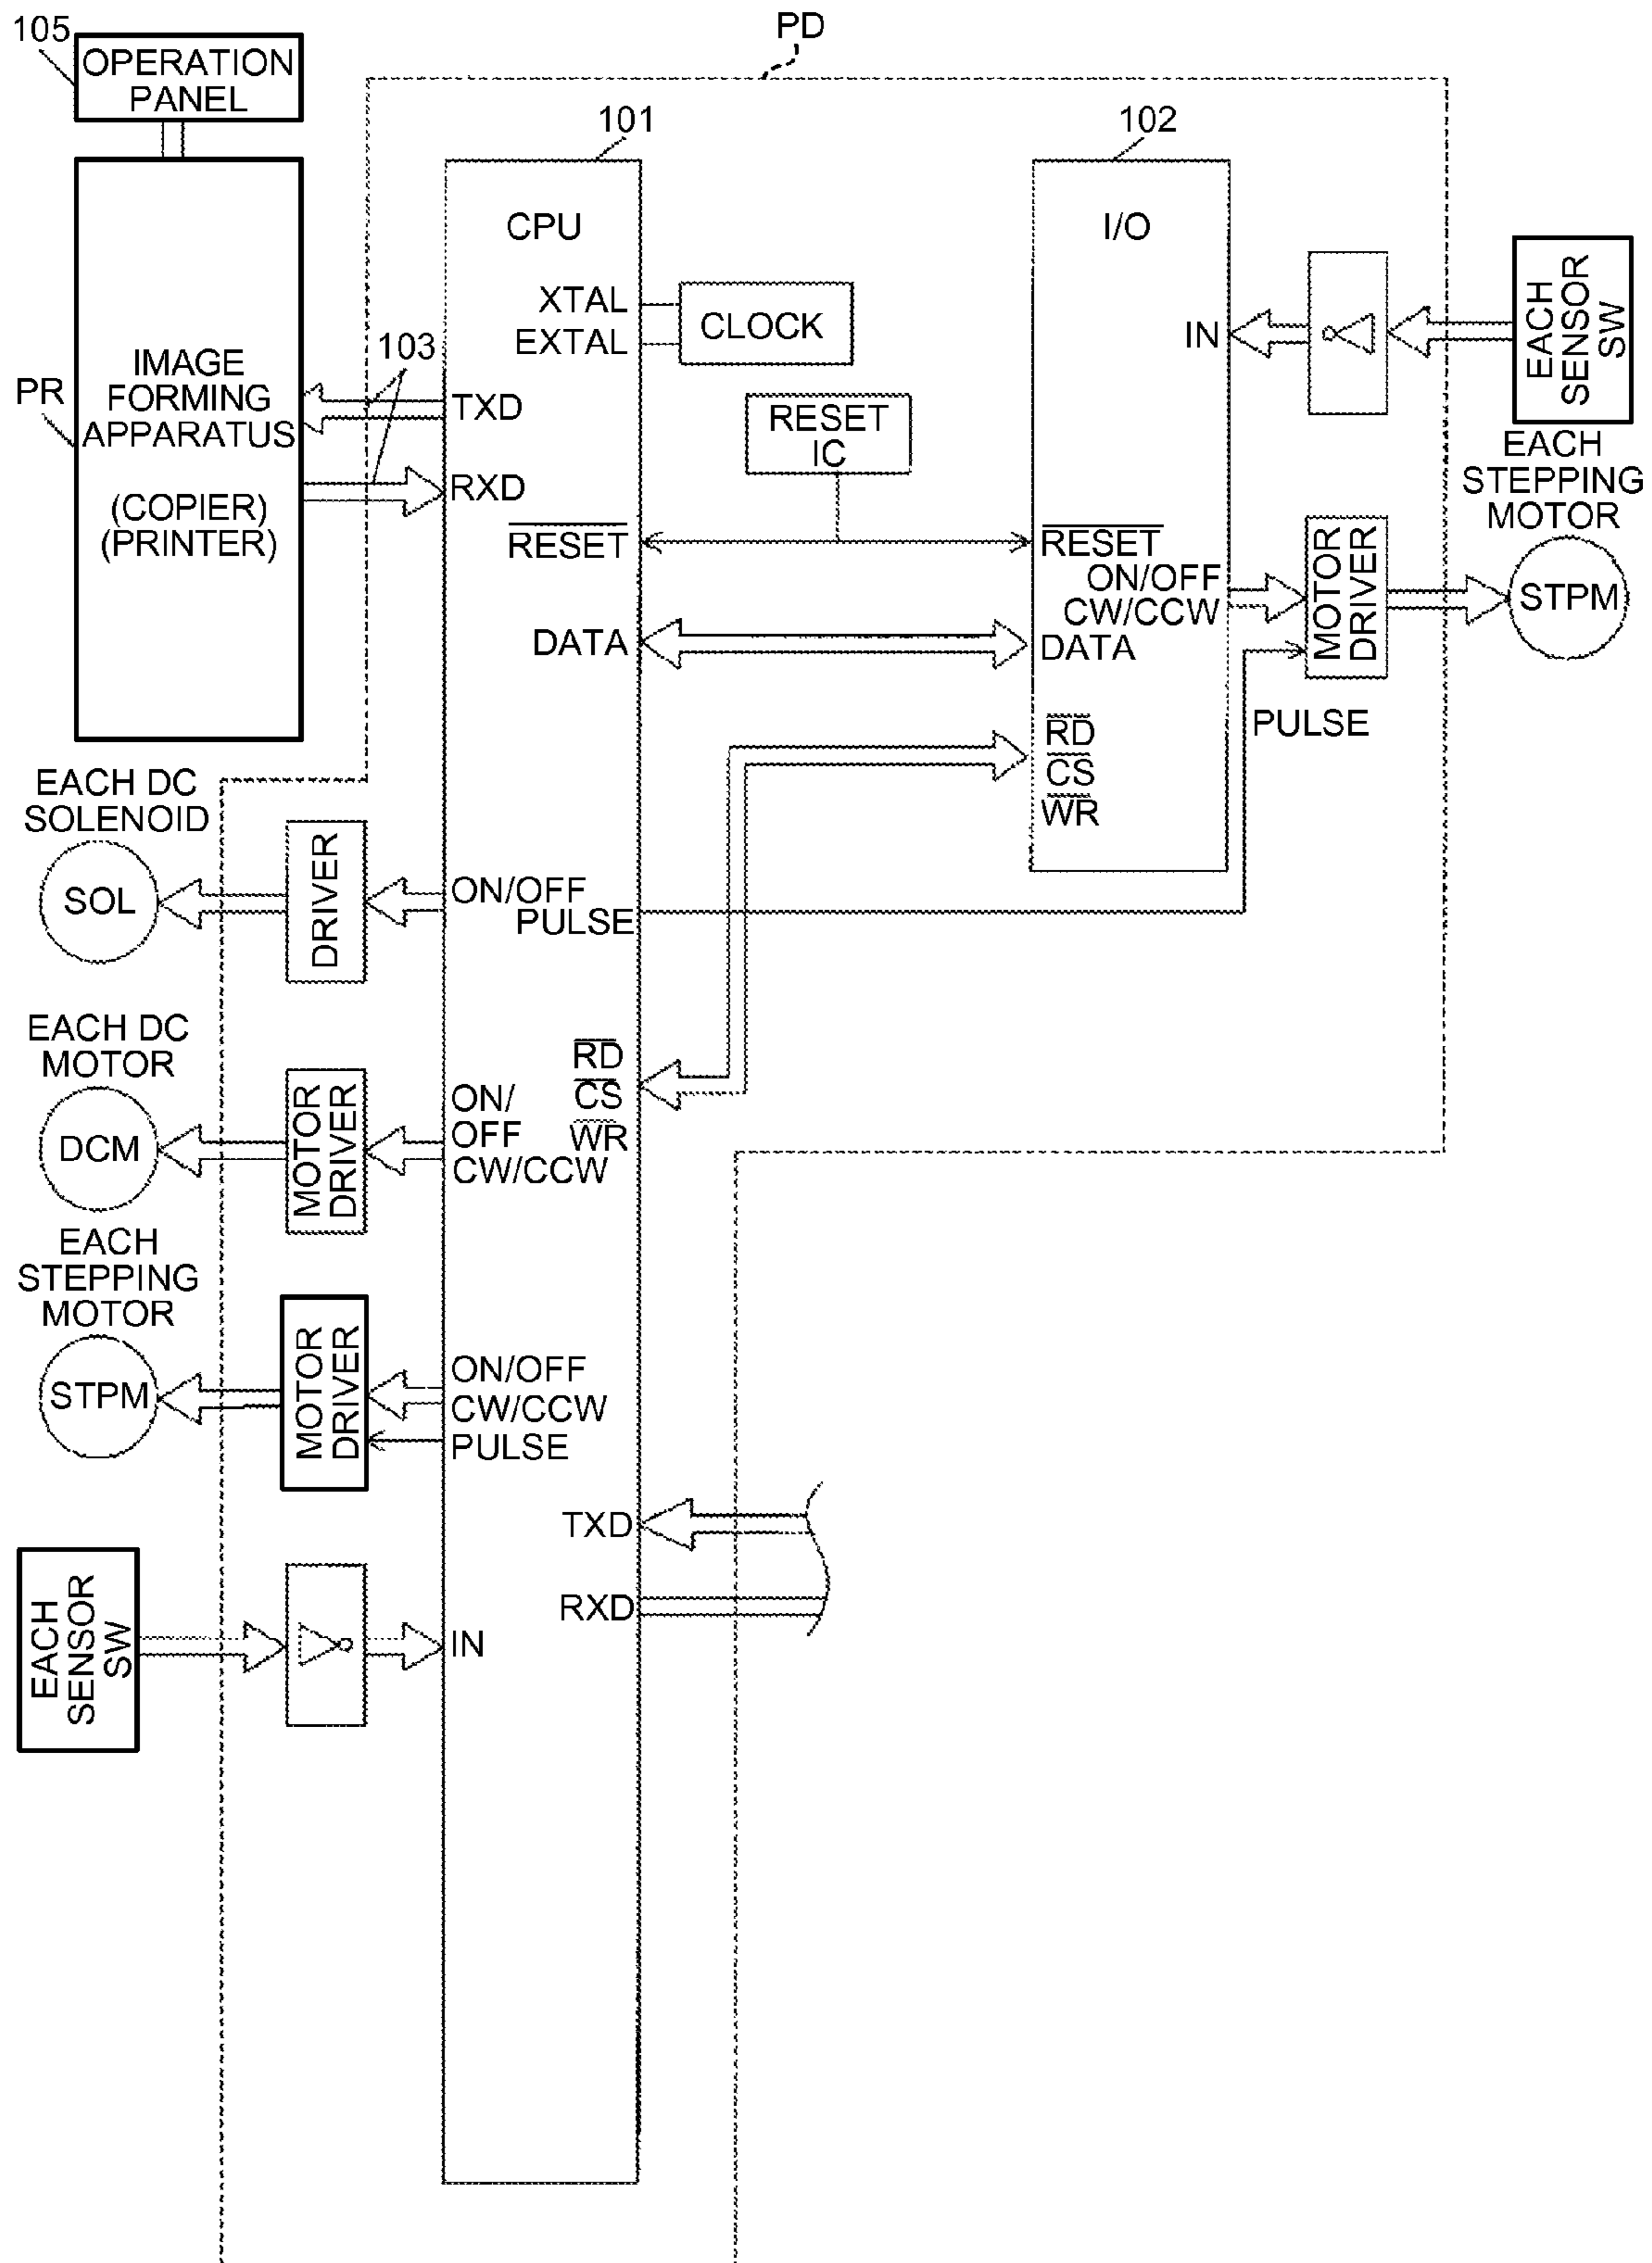 PD
105
OPERATION
PANEL
101
102
CPU
I/O
XTAL
EXTAL
CLOCK
IN
EACH
SENSOR
SW
103
PR
IMAGE
FORMING
APPARATUS
(COPIER)
(PRINTER)
TXD
RXD
RESET
IC
RESET
RESET
EACH
STEPPING
MOTOR
ON/OFF
CW/CCW
MOTOR
DRIVER
STPM
DATA
DATA
PULSE
RD
CS
WR
EACH DC
SOLENOID
SOL
DRIVER
ON/OFF
PULSE
EACH DC
MOTOR
DCM
MOTOR
DRIVER
ON/
OFF
CW/CCW
RD
CS
WR
EACH
STEPPING
MOTOR
STPM
MOTOR
DRIVER
ON/OFF
CW/CCW
PULSE
TXD
RXD
EACH
SENSOR
SW
IN